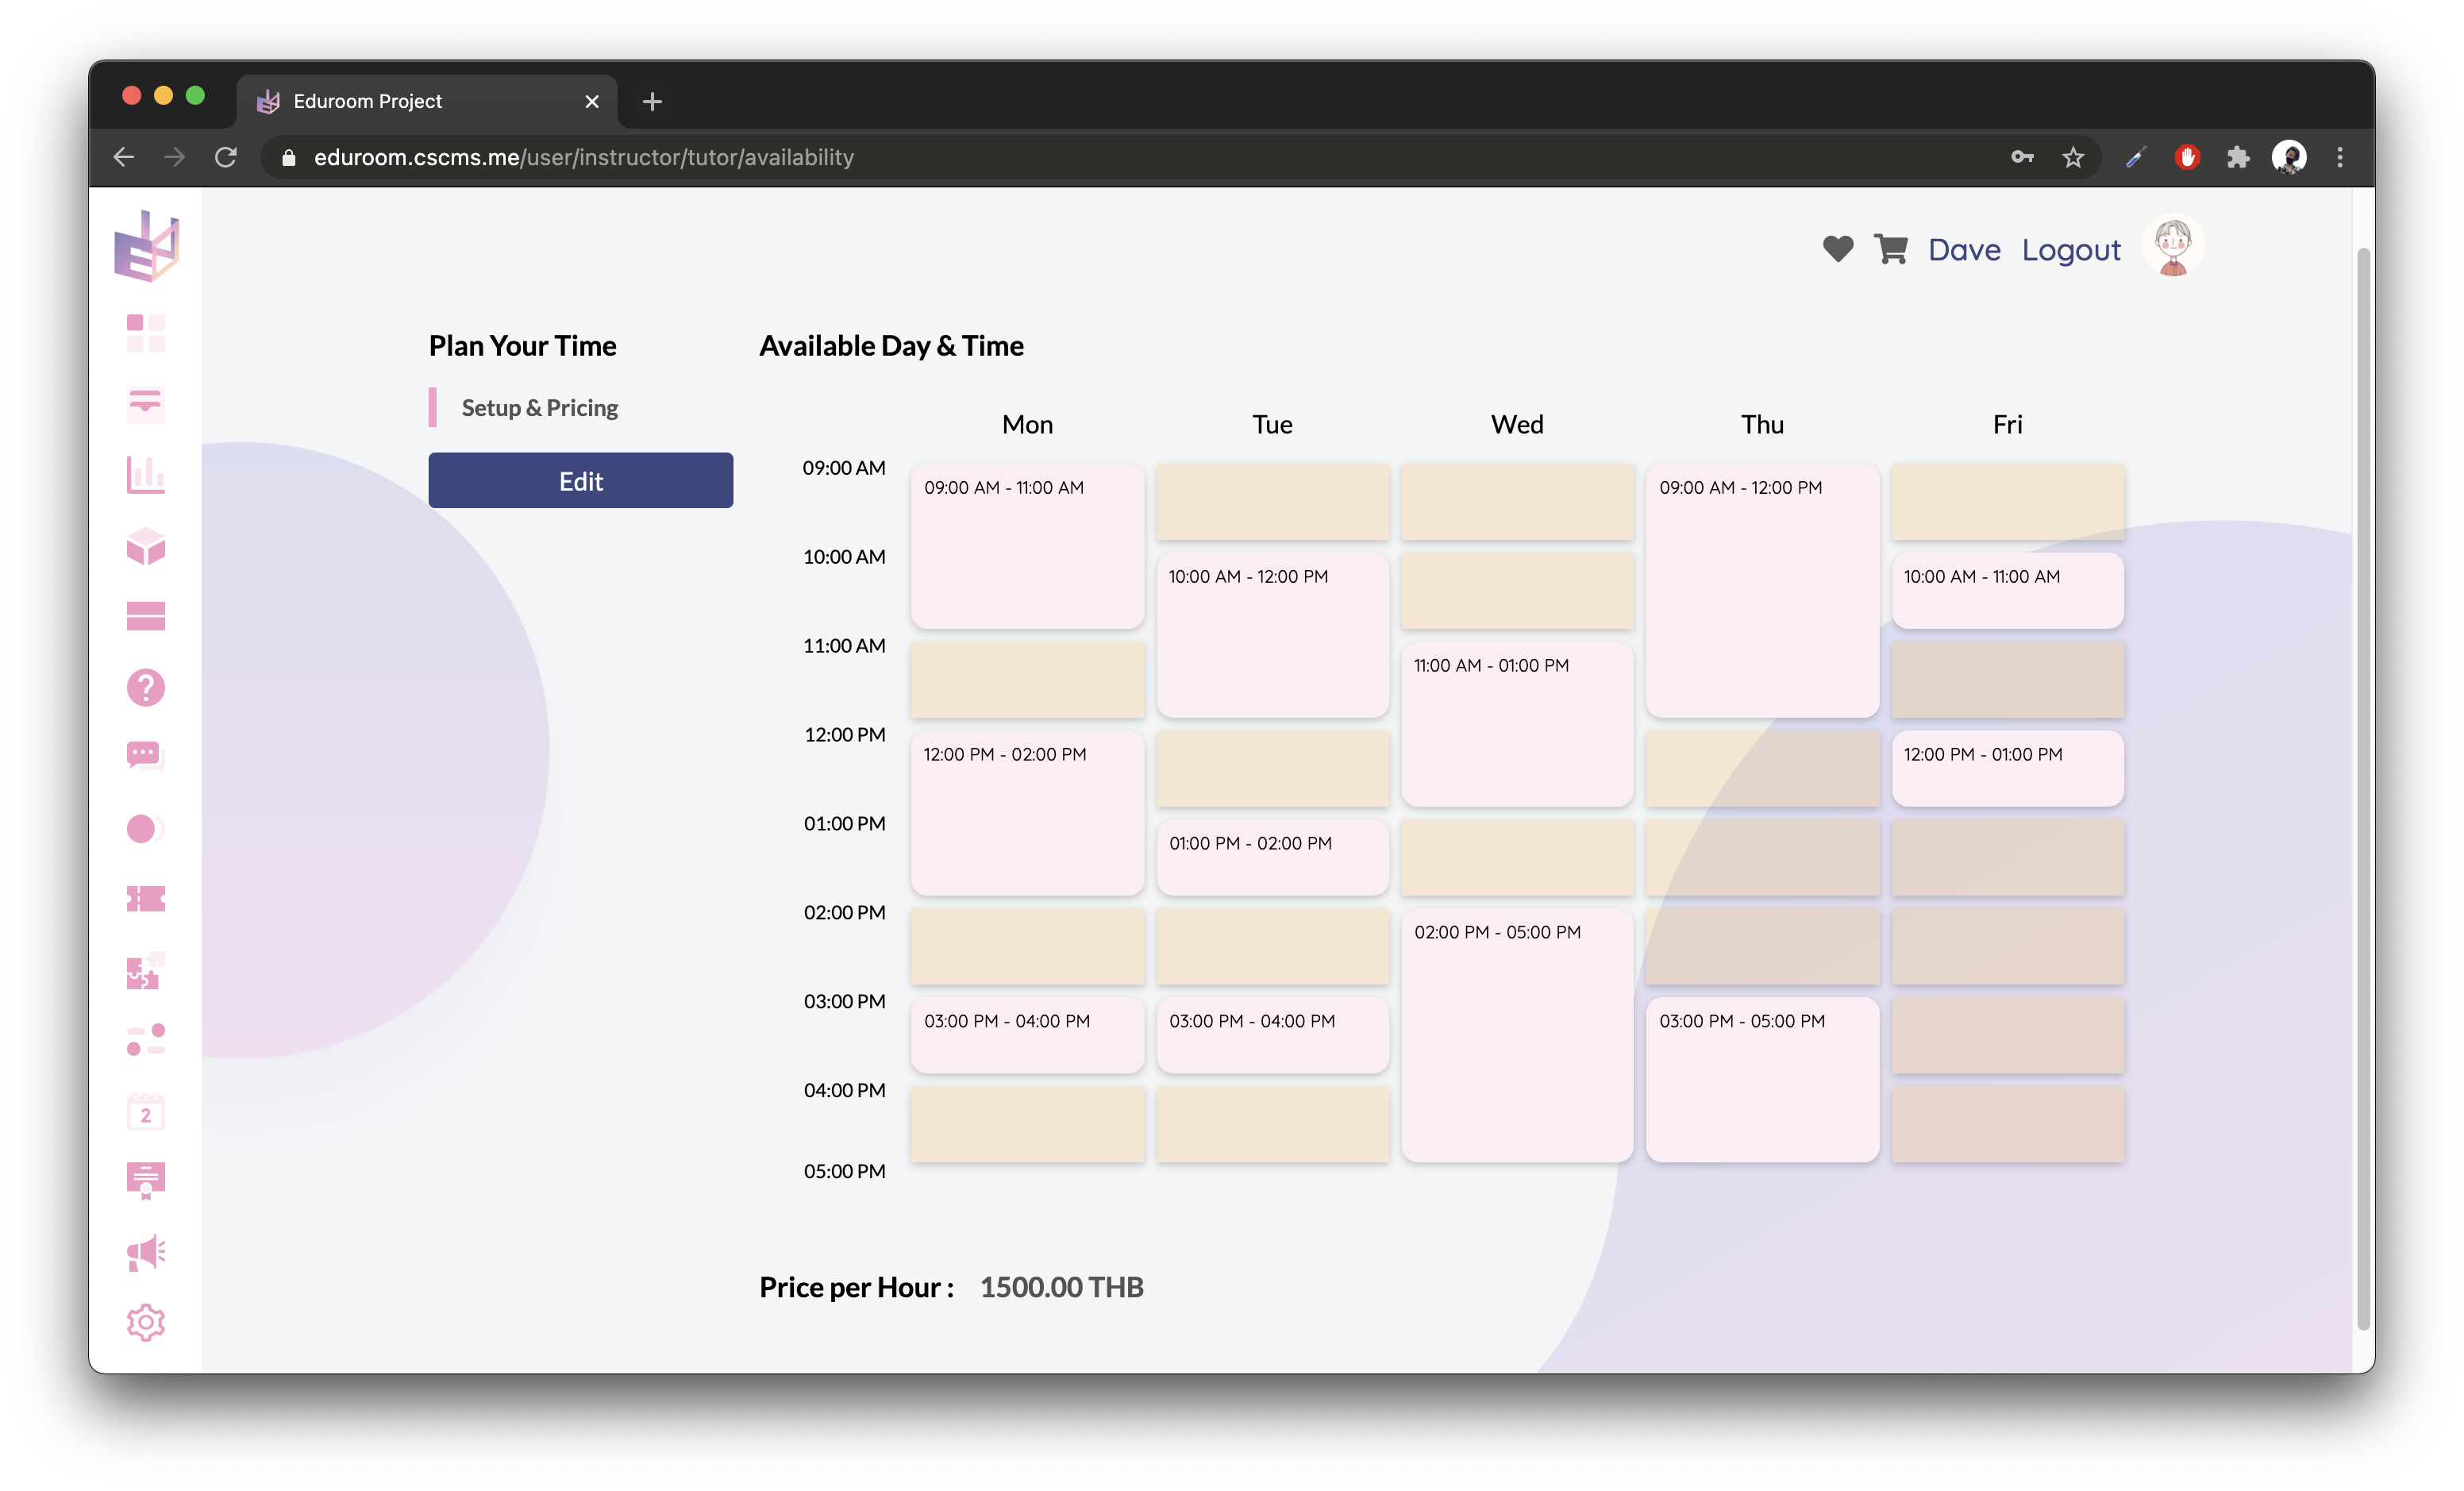 Eduroom Project
eduroom.cscms.me/user/instructor/tutor/availability
Dave Logout
Plan Your Time
Setup & Pricing
Edit
Available Day & Time
Mon Tue Wed Thu Fri
09:00 AM
09:00 AM - 11:00 AM
09:00 AM - 12:00 PM
10:00 AM
10:00 AM - 12:00 PM
10:00 AM - 11:00 AM
11:00 AM
11:00 AM - 01:00 PM
12:00 PM
12:00 PM - 02:00 PM
12:00 PM - 01:00 PM
01:00 PM
01:00 PM - 02:00 PM
02:00 PM
02:00 PM - 05:00 PM
03:00 PM
03:00 PM - 04:00 PM
03:00 PM - 04:00 PM
03:00 PM - 05:00 PM
04:00 PM
05:00 PM
2
Price per Hour : 1500.00 THB